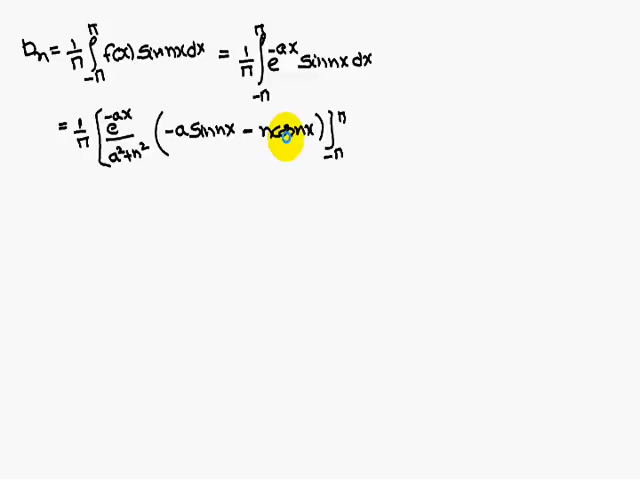 bₙ = 1/π ∫_{-π}^{π} f(x) sin nx dx = 1/π ∫_{-π}^{π} e^{-ax} sin nx dx
= 1/π [ e^{-ax}/(a²+n²) (-a sin nx - n cos nx) ]_{-π}^{π}